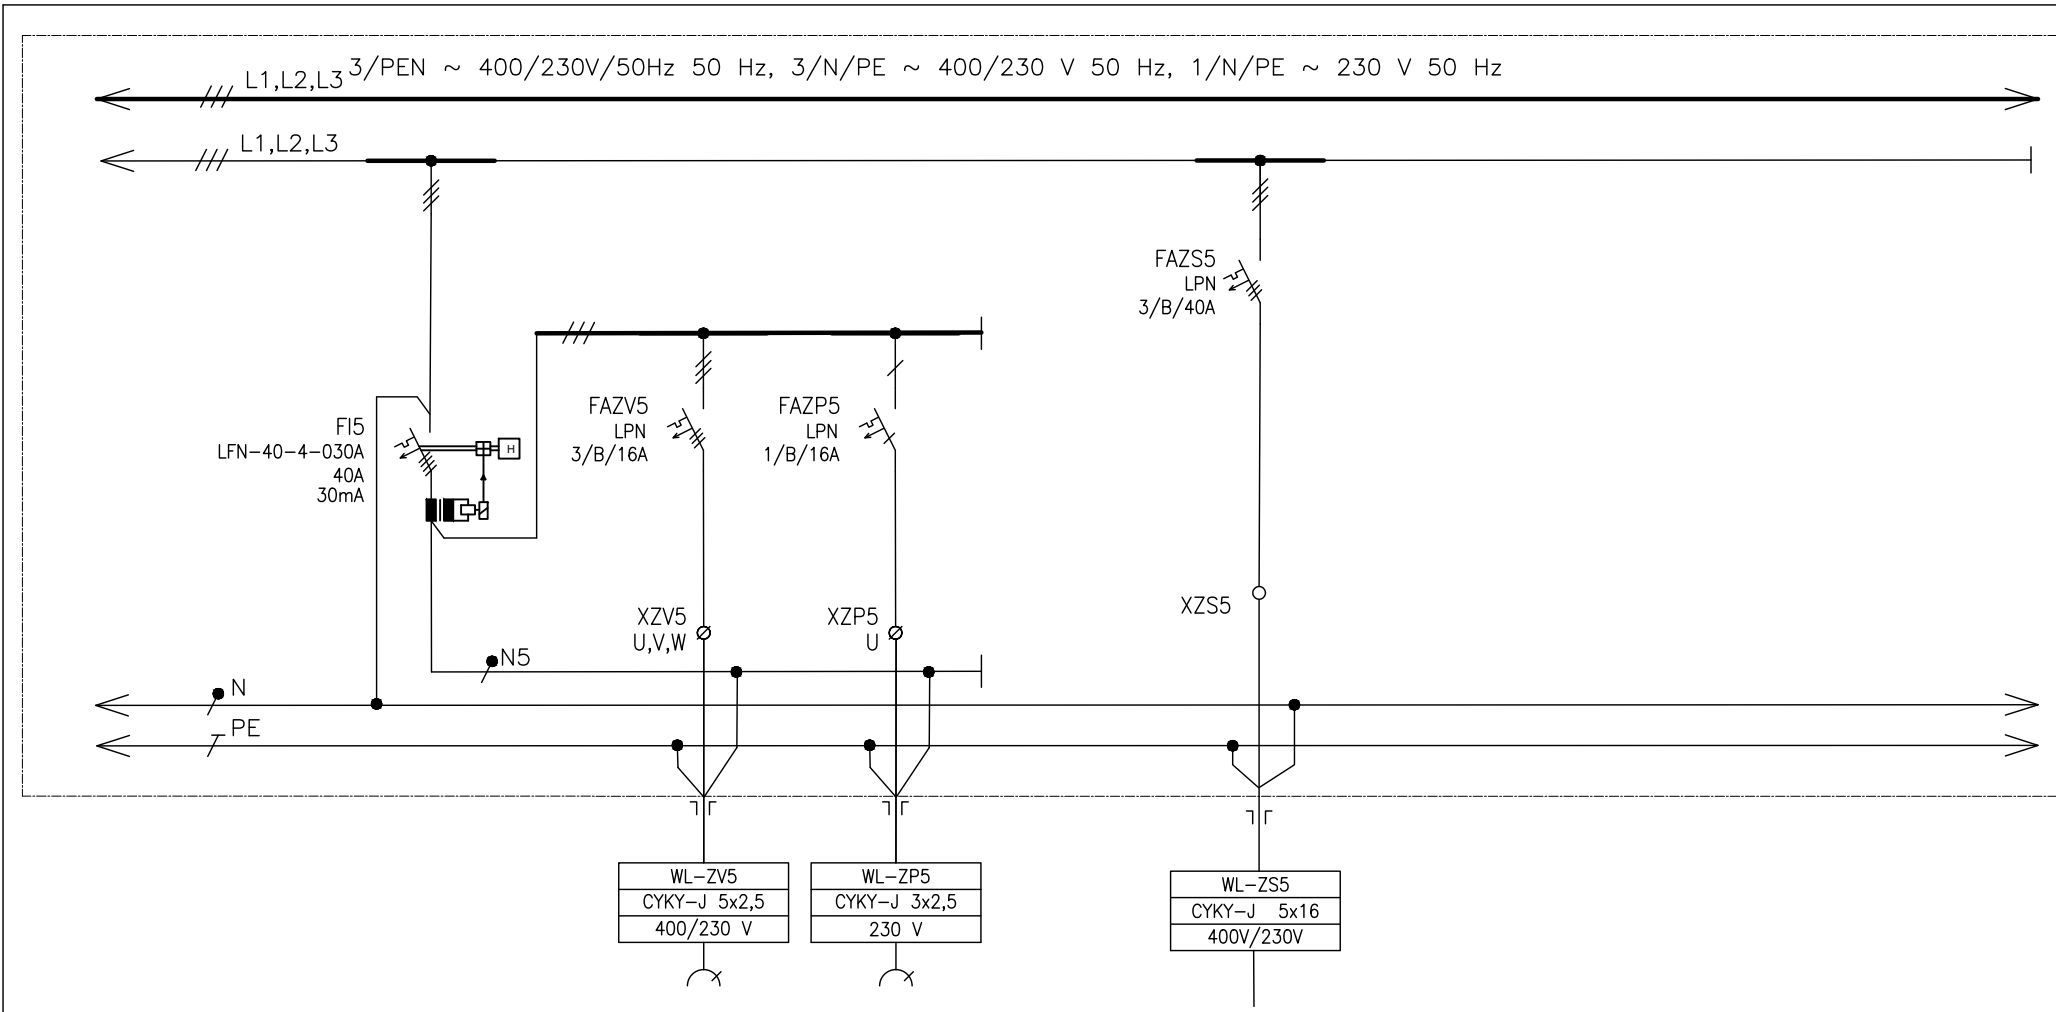 3/PEN ~ 400/230V/50Hz 50 Hz, 3/N/PE ~ 400/230 V 50 Hz, 1/N/PE ~ 230 V 50 Hz
L1,L2,L3
L1,L2,L3
FAZS5
LPN
3/B/40A
FI5
LFN-40-4-030A
40A
30mA
H
FAZV5
LPN
3/B/16A
FAZP5
LPN
1/B/16A
XZV5
U,V,W
XZP5
U
XZS5
N5
N
PE
WL-ZV5
CYKY-J 5x2,5
400/230 V
WL-ZP5
CYKY-J 3x2,5
230 V
WL-ZS5
CYKY-J 5x16
400V/230V